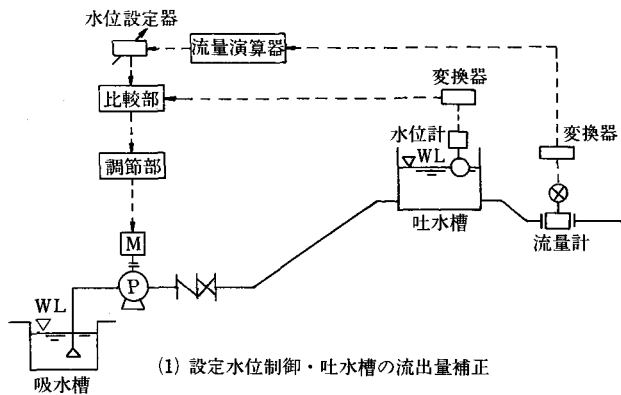 水位設定器
流量演算器
変換器
比較部
水位計
WL
変換器
調節部
吐水槽
流量計
M
P
WL
吸水槽
(1) 設定水位制御・吐水槽の流出量補正